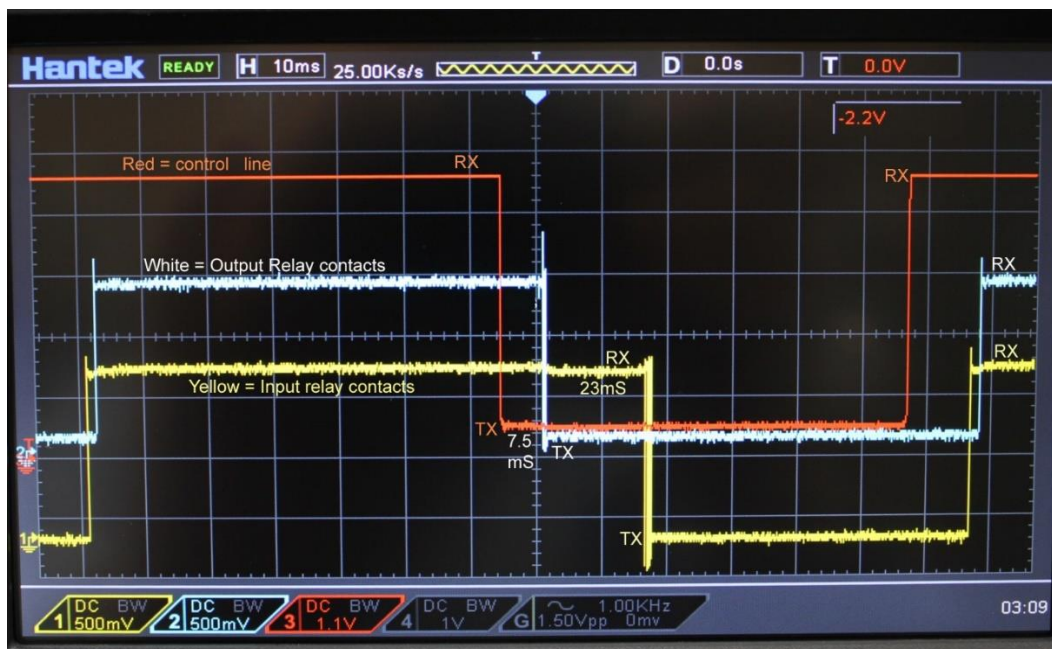 Hantek READY H 10ms 25.00Ks/s T D 0.0s T 0.0V
-2.2V
Red = control line RX RX
White = Output Relay contacts RX
RX RX
Yellow = Input relay contacts 23mS
TX
7.5
mS TX
2
TX
1
DC BW DC BW DC BW DC BW 1.00KHz
1 500mV 2 500mV 3 1.1V 4 1V G 1.50Vpp 0mv
03:09